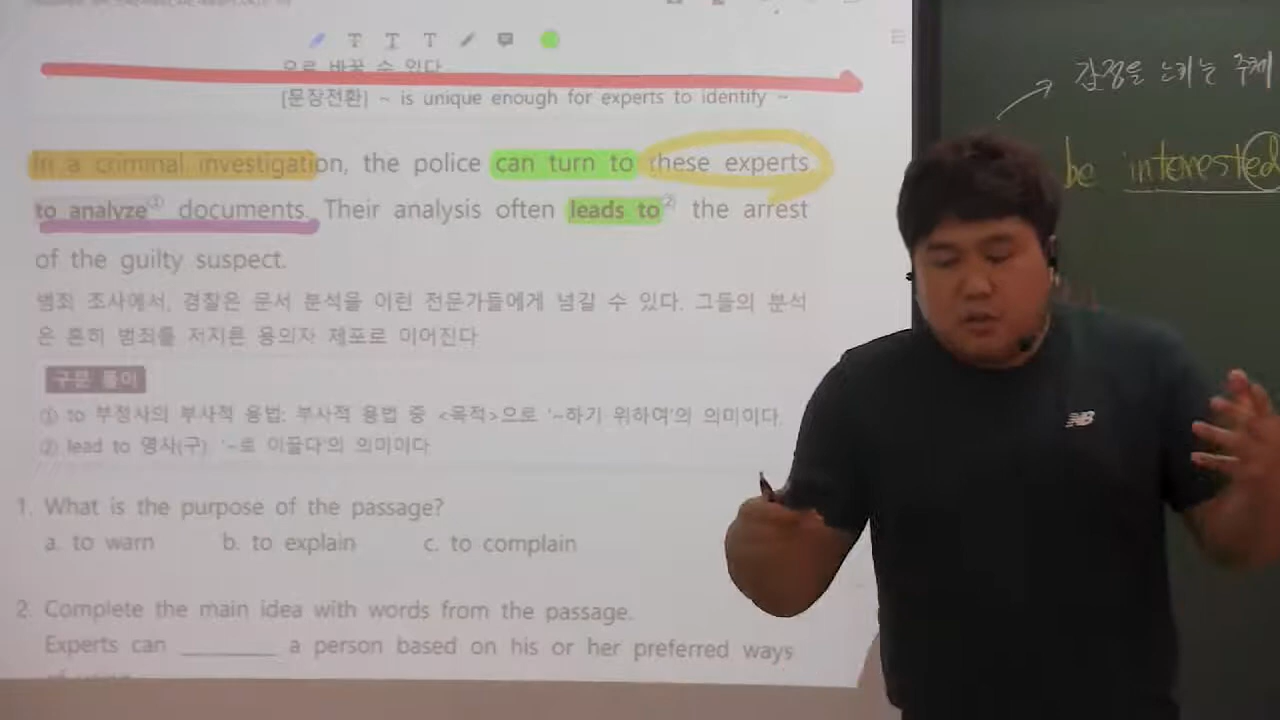 으로 바꿀 수 있다
[문장전환] ~ is unique enough for experts to identify ~
In a criminal investigation, the police can turn to these experts
to analyze① documents. Their analysis often leads to② the arrest
of the guilty suspect.
범죄 조사에서, 경찰은 문서 분석을 이런 전문가들에게 넘길 수 있다. 그들의 분석
은 흔히 범죄를 저지른 용의자 체포로 이어진다
구문 풀이
① to 부정사의 부사적 용법: 부사적 용법 중 <목적>으로 '~하기 위하여'의 의미이다.
② lead to 명사(구): '~로 이끌다'의 의미이다
1. What is the purpose of the passage?
a. to warn b. to explain c. to complain
2. Complete the main idea with words from the passage.
Experts can ________ a person based on his or her preferred ways
감정을 느끼는 주체
be interested
NB